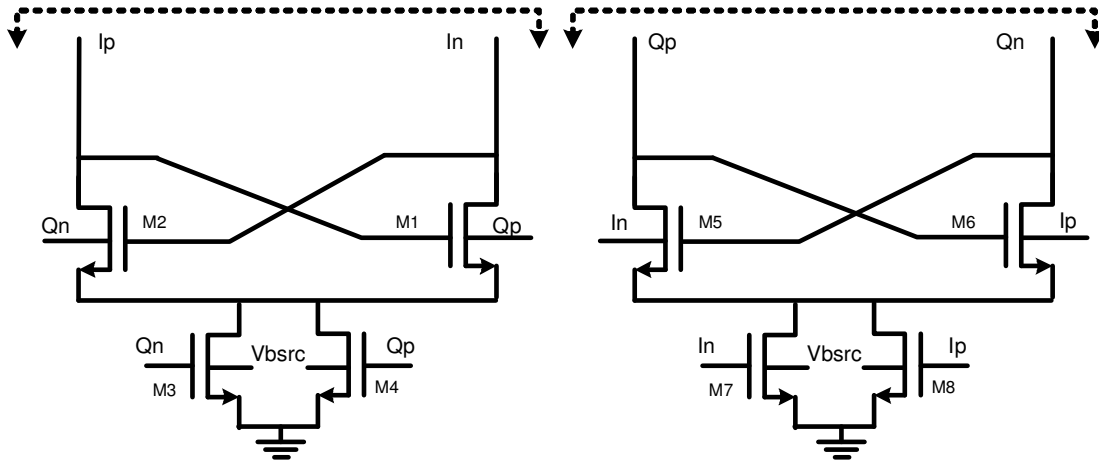 Ip In Qp Qn
Qn M2 M1 Qp In M5 M6 Ip
Qn Vbsrc Qp In Vbsrc Ip
M3 M4 M7 M8